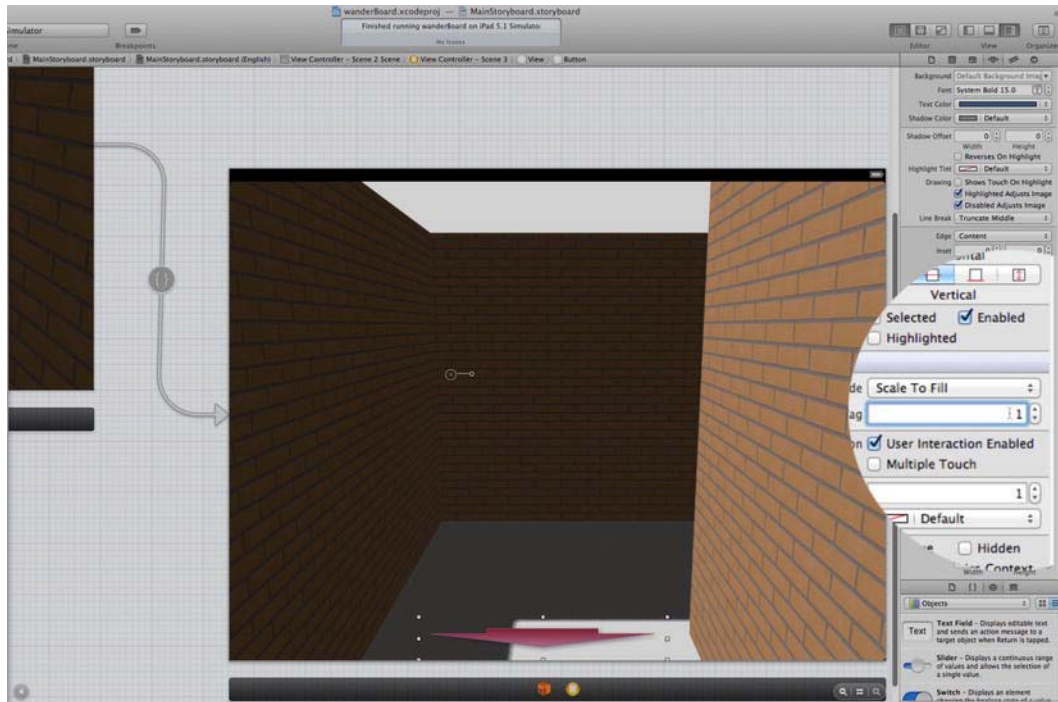 wanderBoard.xcodeproj — MainStoryboard.storyboard
Simulator
Finished running wanderBoard on iPad 5.1 Simulator
No Issues
Breakpoints
Editor
View
Organizer
MainStoryboard.storyboard
MainStoryboard.storyboard (English)
View Controller – Scene 2 Scene
View Controller – Scene 3
View
Button
Background Default Background Imag
Font System Bold 15.0
Text Color
Shadow Color Default
Shadow Offset 0 0
Width Height
Reverses On Highlight
Highlight Tint Default
Drawing Shows Touch On Highlight
Highlighted Adjusts Image
Disabled Adjusts Image
Line Break Truncate Middle
Edge Content
Inset
Vertical
Selected Enabled
Highlighted
Scale To Fill
1
User Interaction Enabled
Multiple Touch
1
Default
Hidden
Context
Width Height
Objects
Text
Text Field – Displays editable text
and sends an action message to a
target object when Return is tapped.
Slider – Displays a continuous range
of values and allows the selection of
a single value.
Switch – Displays an element